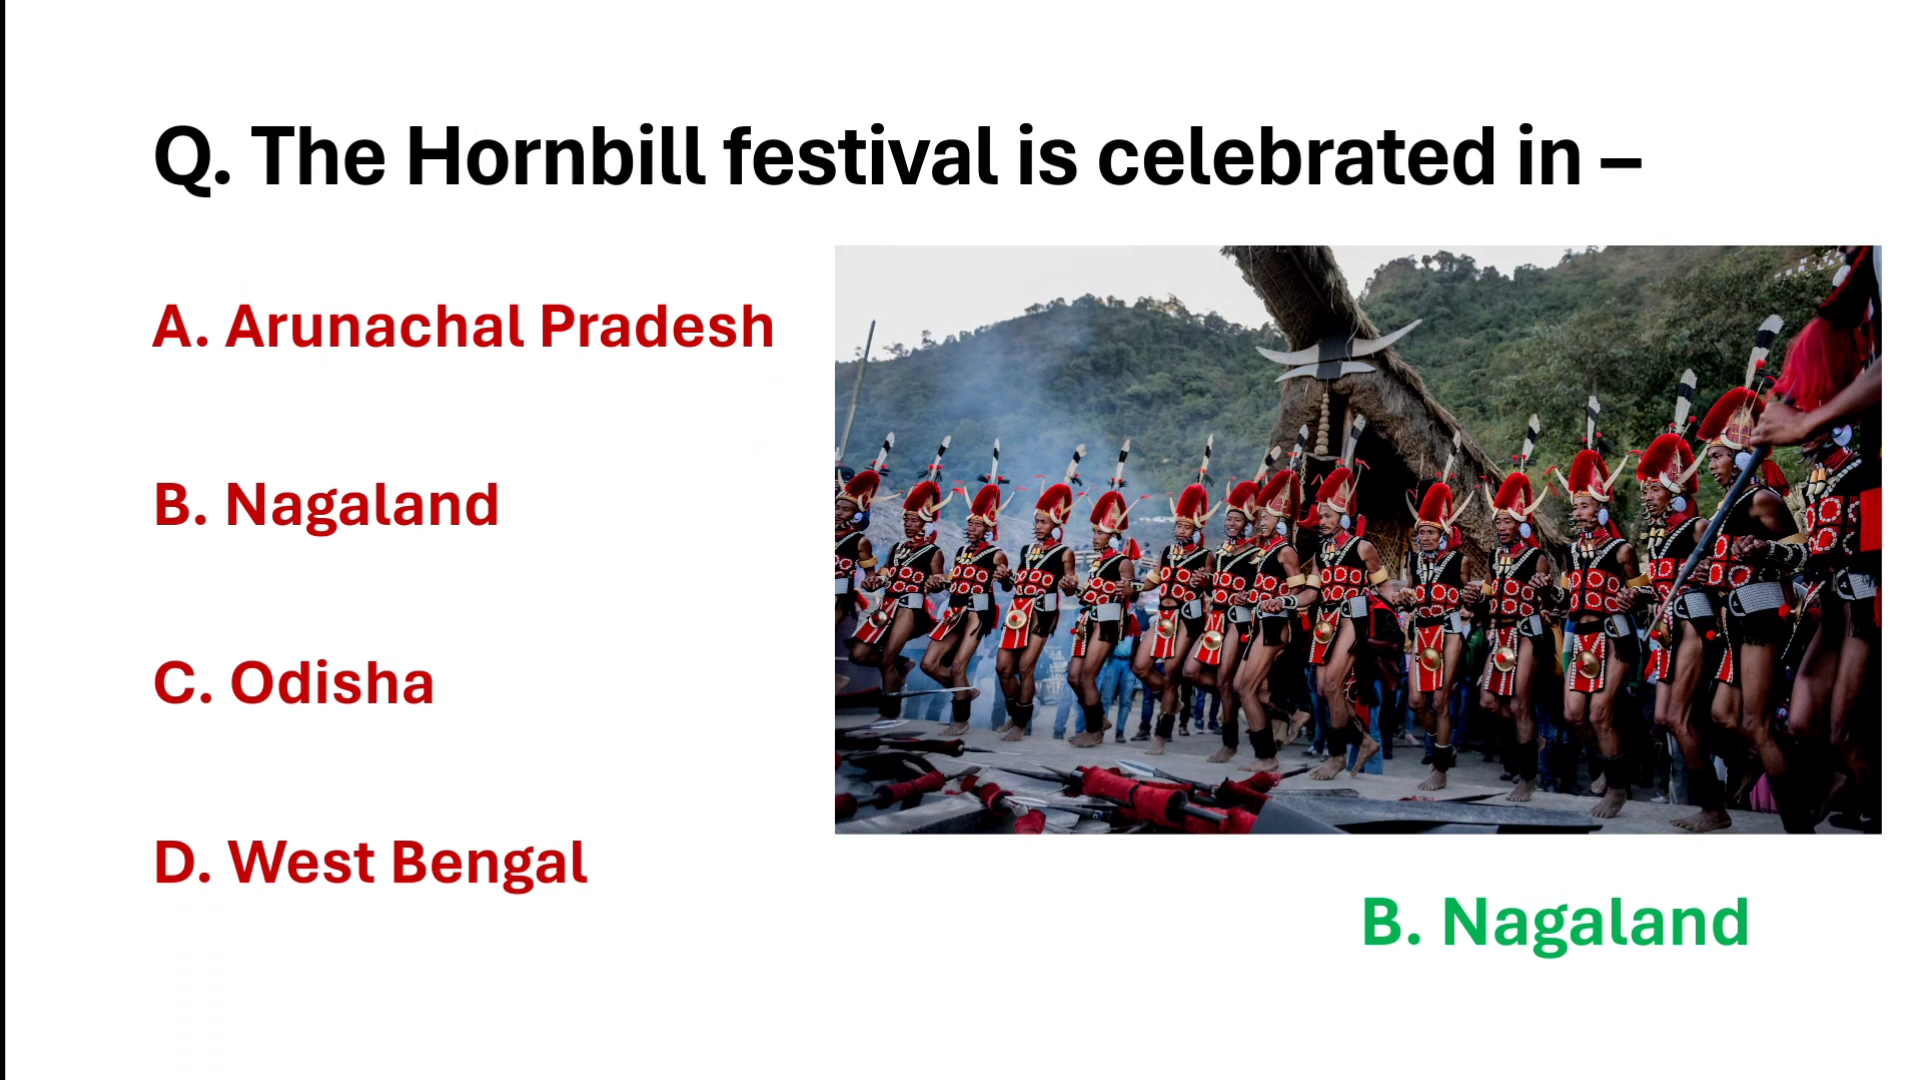 Q. The Hornbill festival is celebrated in –
A. Arunachal Pradesh
B. Nagaland
C. Odisha
D. West Bengal
B. Nagaland